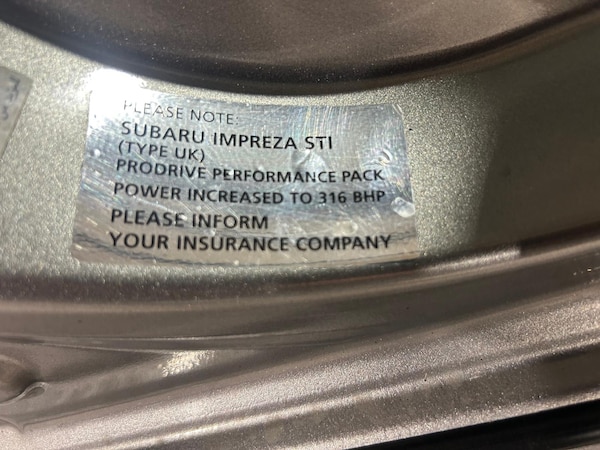 PLEASE NOTE:
SUBARU IMPREZA STI
(TYPE UK)
PRODRIVE PERFORMANCE PACK
POWER INCREASED TO 316 BHP
PLEASE INFORM
YOUR INSURANCE COMPANY